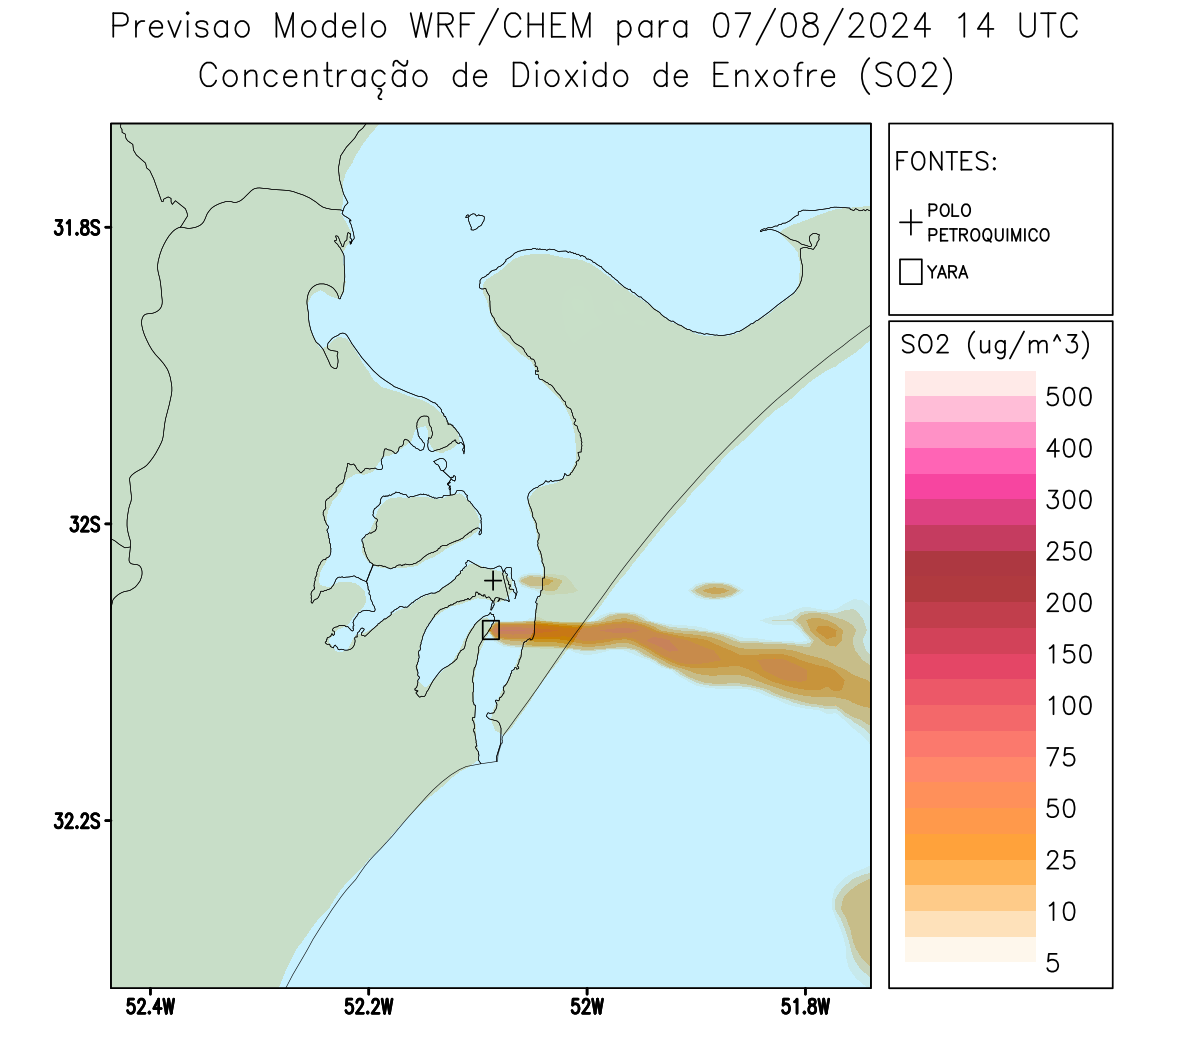 Previsao Modelo WRF/CHEM para 07/08/2024 14 UTC
Concentração de Dioxido de Enxofre (SO2)
FONTES:
POLO
PETROQUIMICO
YARA
31.8S
32S
32.2S
52.4W
52.2W
52W
51.8W
SO2 (ug/m^3)
500
400
300
250
200
150
100
75
50
25
10
5